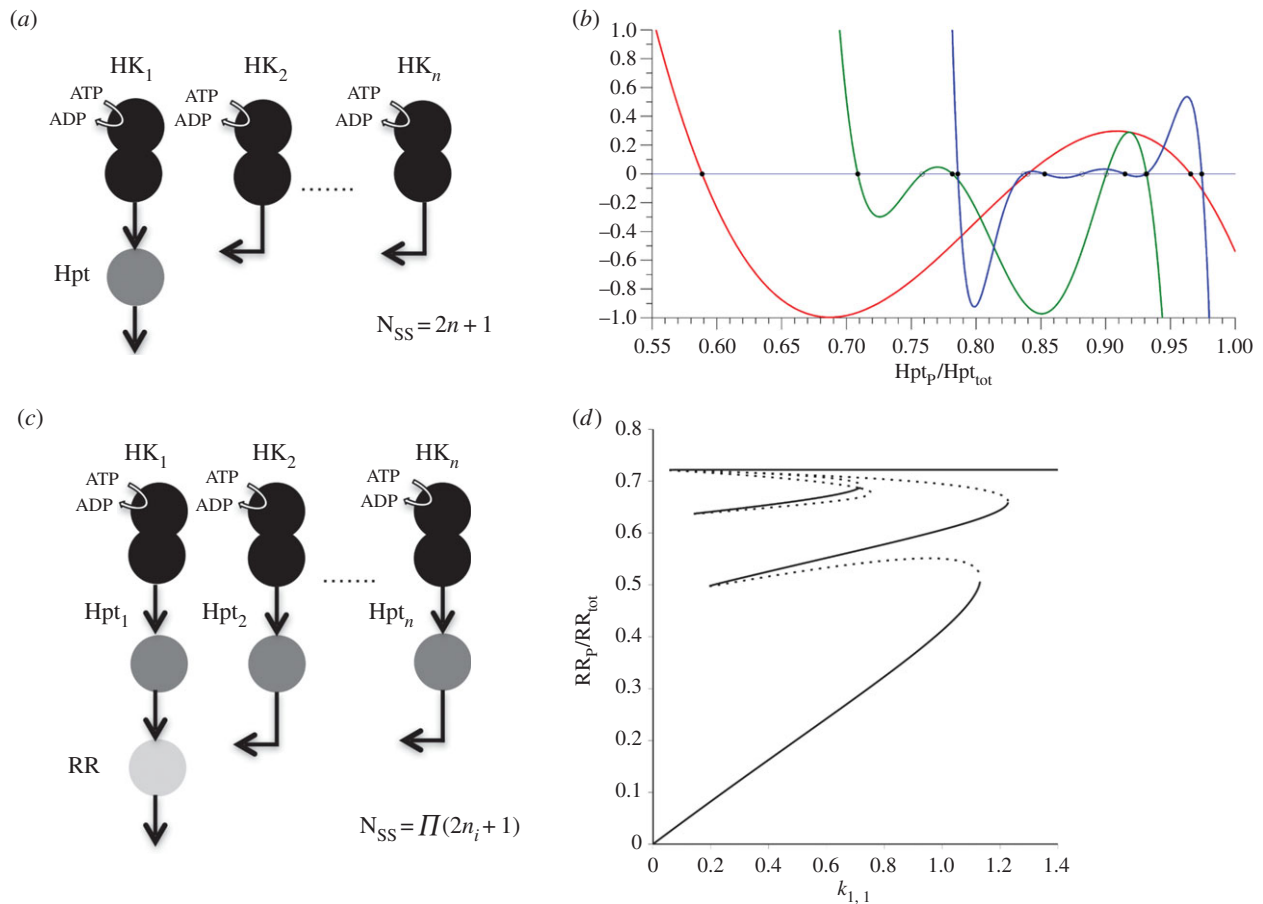 (a)
HK1 HK2 HKn
ATP ATP ATP
ADP ADP ADP
.......
Hpt
NSS = 2n + 1
(b)
1.0
0.8
0.6
0.4
0.2
0
−0.2
−0.4
−0.6
−0.8
−1.0
0.55 0.60 0.70 0.80 0.85 0.90 0.95 1.00
HptP/Hpttot
(c)
HK1 HK2 HKn
ATP ATP ATP
ADP ADP ADP
.......
Hpt1 Hpt2 Hptn
RR
NSS = Π(2ni + 1)
(d)
0.8
0.7
0.6
0.5
0.4
0.3
0.2
0.1
0
RRP/RRtot
0 0.2 0.4 0.6 0.8 1.0 1.2 1.4
k1, 1